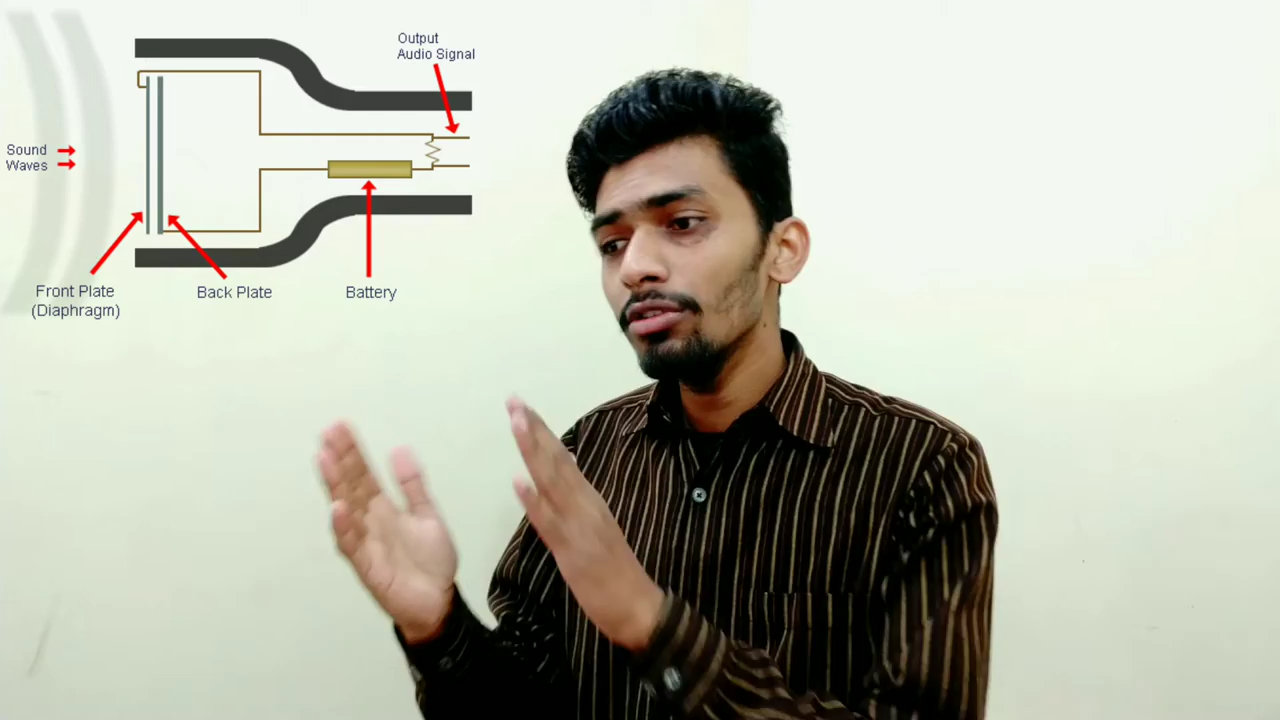 Output
Audio Signal
Sound
Waves
Front Plate
(Diaphragm)
Back Plate
Battery